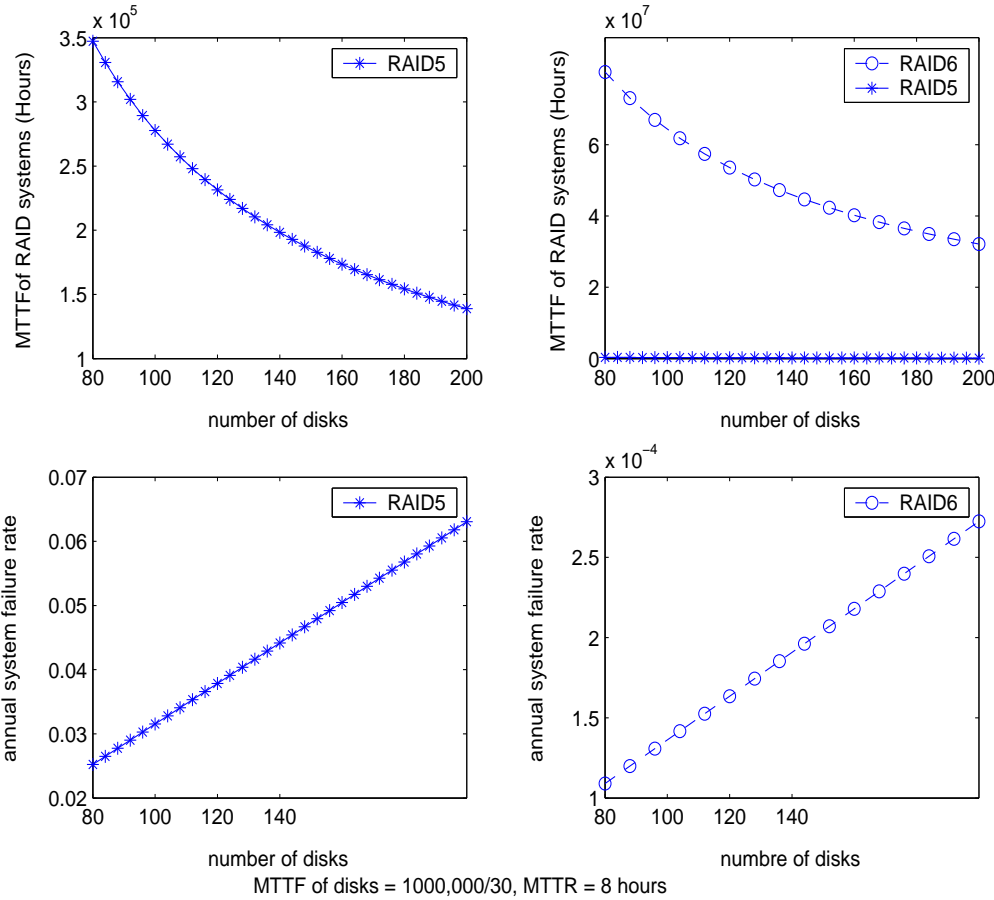 x 10^5
MTTFof RAID systems (Hours)
3.5
3
2.5
2
1.5
1
RAID5
80 100 120 140 160 180 200
number of disks
x 10^7
MTTF of RAID systems (Hours)
6
4
2
0
RAID6
RAID5
80 100 120 140 160 180 200
number of disks
annual system failure rate
0.07
0.06
0.05
0.04
0.03
0.02
RAID5
80 100 120 140
number of disks
x 10^−4
annual system failure rate
3
2.5
2
1.5
1
RAID6
80 100 120 140
numbre of disks
MTTF of disks = 1000,000/30, MTTR = 8 hours